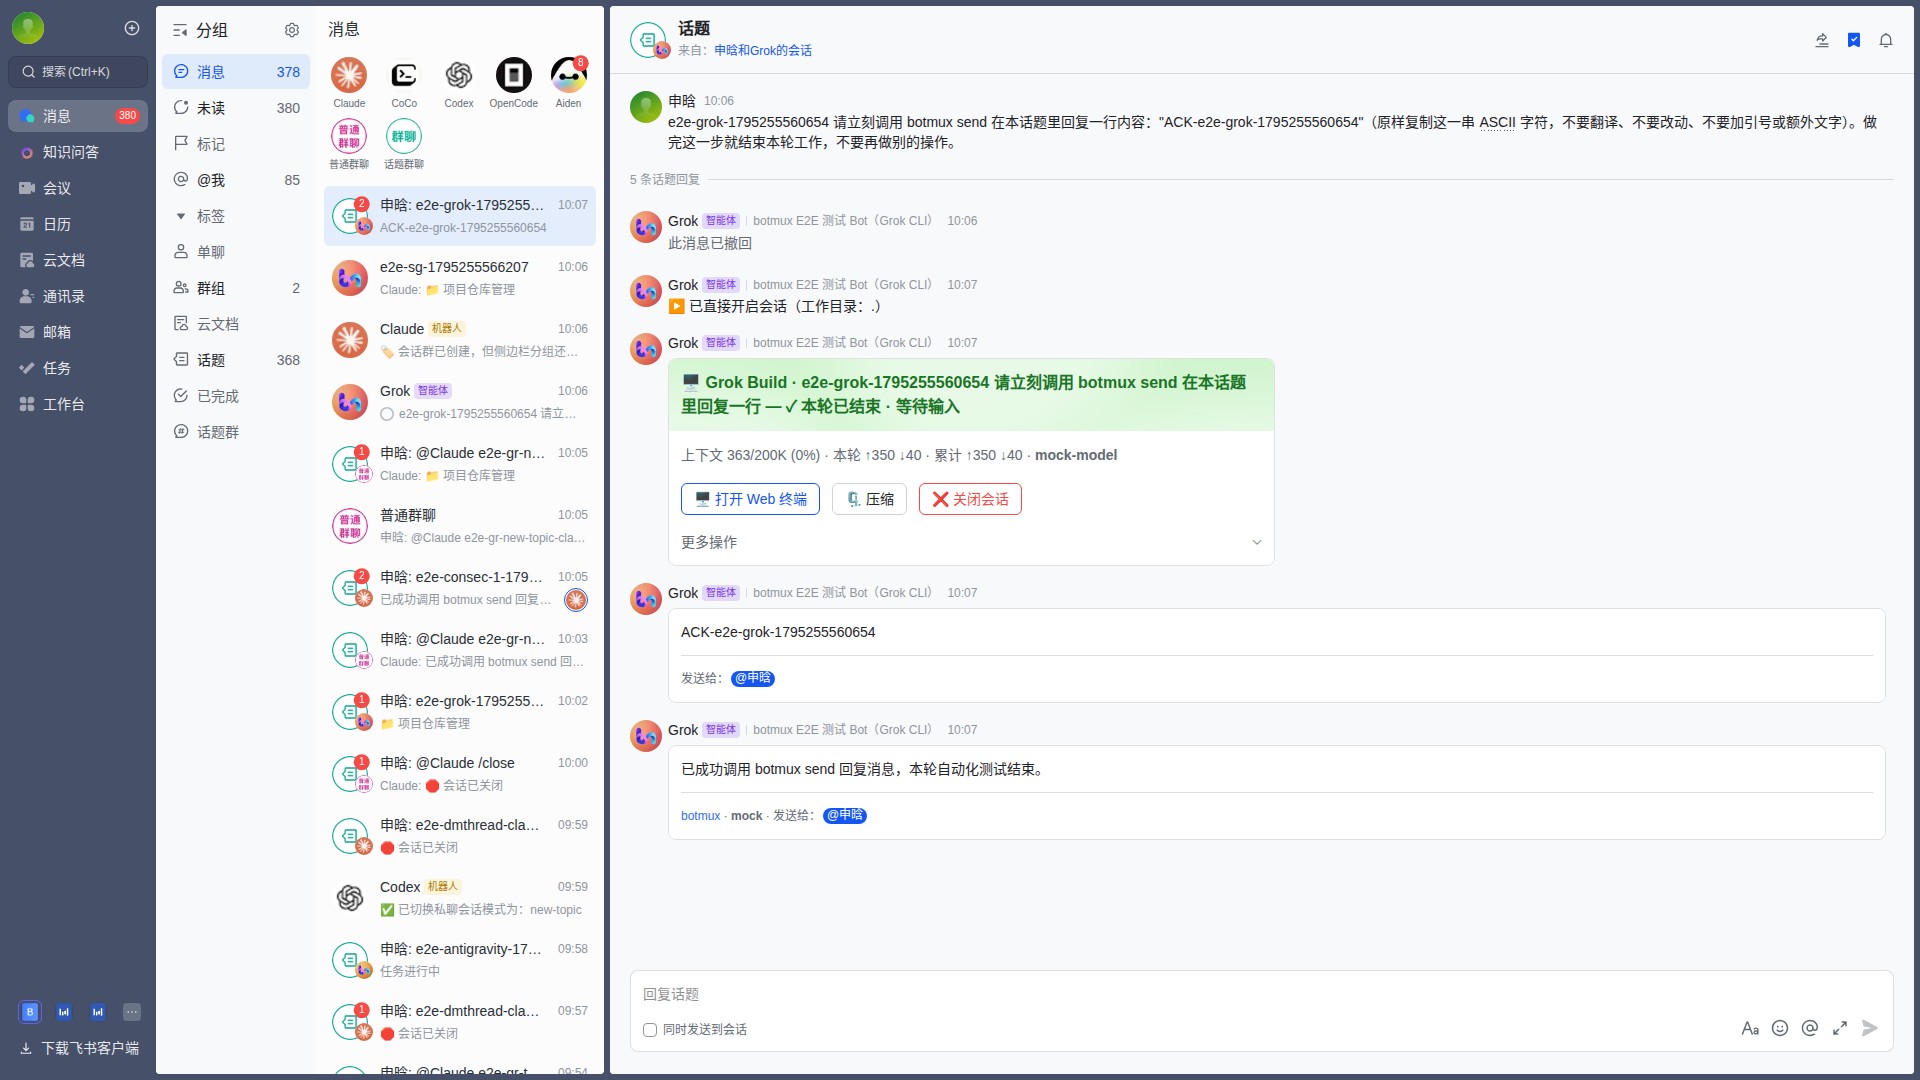 搜索 (Ctrl+K)
消息 380
知识问答
会议
日历
云文档
通讯录
邮箱
任务
工作台
下载飞书客户端
分组
消息 378
未读 380
标记
@我 85
标签
单聊
群组 2
云文档
话题 368
已完成
话题群
消息
Claude
CoCo
Codex
OpenCode
8
Aiden
普通群聊
普通群聊
群聊
话题群聊
2
申晗: e2e-grok-1795255... 10:07
ACK-e2e-grok-1795255560654
e2e-sg-1795255566207 10:06
Claude: 📁 项目仓库管理
Claude 机器人 10:06
🏷️ 会话群已创建，但侧边栏分组还...
Grok 智能体 10:06
e2e-grok-1795255560654 请立...
1
申晗: @Claude e2e-gr-n... 10:05
Claude: 📁 项目仓库管理
普通群聊
普通群聊 10:05
申晗: @Claude e2e-gr-new-topic-cla...
2
申晗: e2e-consec-1-179... 10:05
已成功调用 botmux send 回复...
申晗: @Claude e2e-gr-n... 10:03
Claude: 已成功调用 botmux send 回...
1
申晗: e2e-grok-1795255... 10:02
📁 项目仓库管理
1
申晗: @Claude /close 10:00
Claude: 🛑 会话已关闭
申晗: e2e-dmthread-cla... 09:59
🛑 会话已关闭
Codex 机器人 09:59
✅ 已切换私聊会话模式为：new-topic
申晗: e2e-antigravity-17... 09:58
任务进行中
1
申晗: e2e-dmthread-cla... 09:57
🛑 会话已关闭
申晗: @Claude e2e-gr-t... 09:54
话题
来自：申晗和Grok的会话
申晗 10:06
e2e-grok-1795255560654 请立刻调用 botmux send 在本话题里回复一行内容："ACK-e2e-grok-1795255560654"（原样复制这一串 ASCII 字符，不要翻译、不要改动、不要加引号或额外文字）。做
完这一步就结束本轮工作，不要再做别的操作。
5 条话题回复
Grok 智能体 | botmux E2E 测试 Bot（Grok CLI） 10:06
此消息已撤回
Grok 智能体 | botmux E2E 测试 Bot（Grok CLI） 10:07
▶️ 已直接开启会话（工作目录：.）
Grok 智能体 | botmux E2E 测试 Bot（Grok CLI） 10:07
🖥️ Grok Build · e2e-grok-1795255560654 请立刻调用 botmux send 在本话题
里回复一行 — ✓ 本轮已结束 · 等待输入
上下文 363/200K (0%) · 本轮 ↑350 ↓40 · 累计 ↑350 ↓40 · mock-model
🖥️ 打开 Web 终端 🗜️ 压缩 ❌ 关闭会话
更多操作
Grok 智能体 | botmux E2E 测试 Bot（Grok CLI） 10:07
ACK-e2e-grok-1795255560654
发送给：@申晗
Grok 智能体 | botmux E2E 测试 Bot（Grok CLI） 10:07
已成功调用 botmux send 回复消息，本轮自动化测试结束。
botmux · mock · 发送给：@申晗
回复话题
同时发送到会话